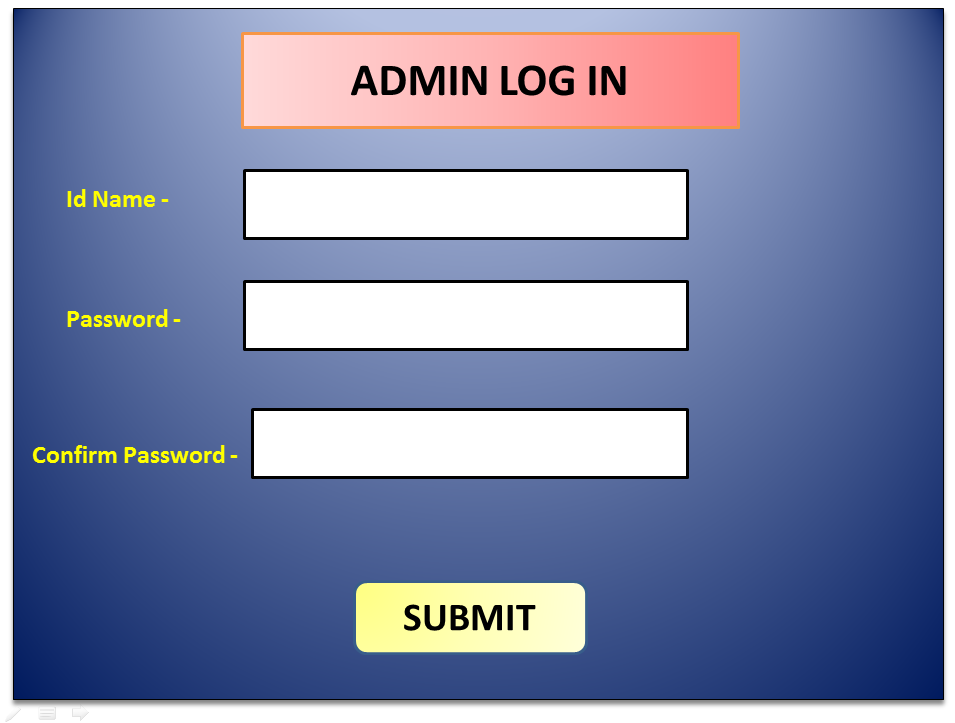 ADMIN LOG IN
Id Name -
Password -
Confirm Password -
SUBMIT